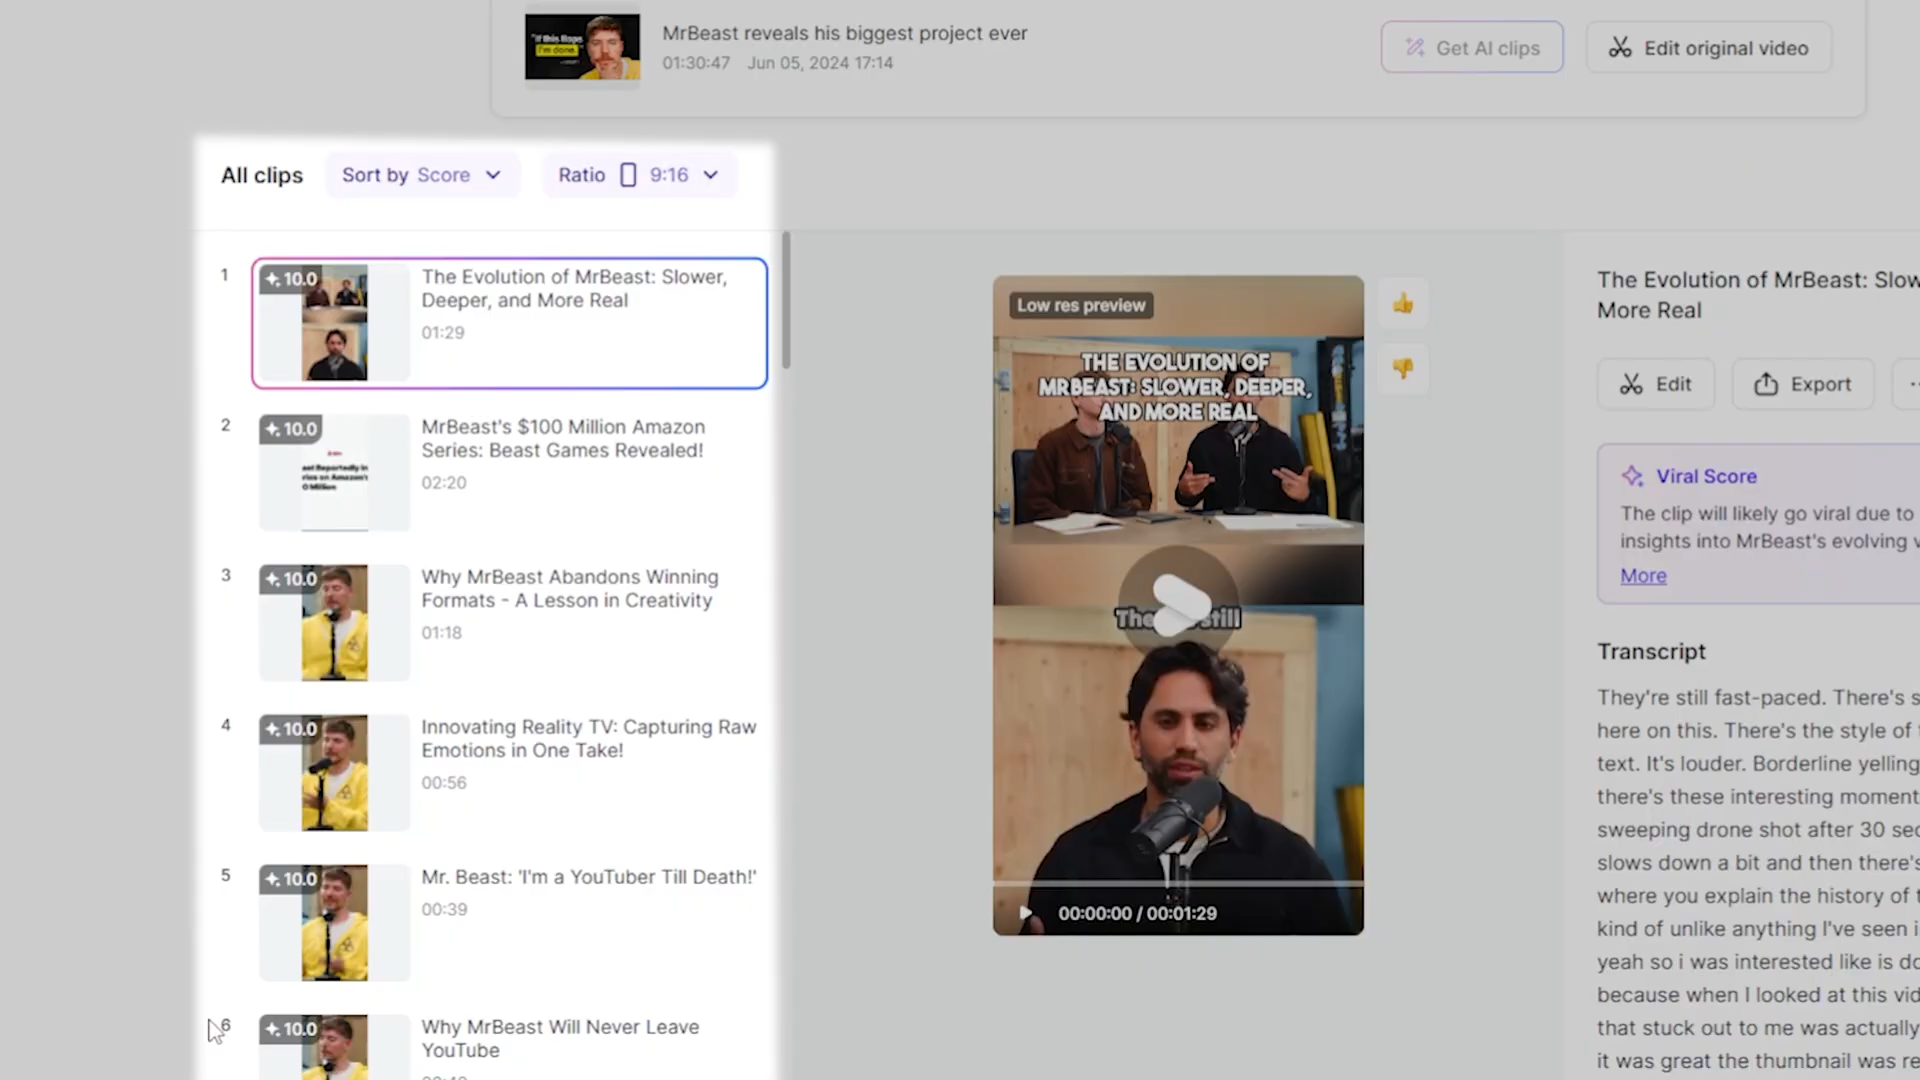 "If this flops
I'm done."
MrBeast reveals his biggest project ever
01:30:47 Jun 05, 2024 17:14
Get AI clips
Edit original video
All clips
Sort by Score
Ratio 9:16
1
10.0
The Evolution of MrBeast: Slower,
Deeper, and More Real
01:29
2
10.0
MrBeast's $100 Million Amazon
Series: Beast Games Revealed!
02:20
3
10.0
Why MrBeast Abandons Winning
Formats - A Lesson in Creativity
01:18
4
10.0
Innovating Reality TV: Capturing Raw
Emotions in One Take!
00:56
5
10.0
Mr. Beast: 'I'm a YouTuber Till Death!'
00:39
6
10.0
Why MrBeast Will Never Leave
YouTube
Low res preview
THE EVOLUTION OF
MRBEAST: SLOWER, DEEPER,
AND MORE REAL
still
00:00:00 / 00:01:29
The Evolution of MrBeast: Slow
More Real
Edit
Export
Viral Score
The clip will likely go viral due to
insights into MrBeast's evolving v
More
Transcript
They're still fast-paced. There's s
here on this. There's the style of
text. It's louder. Borderline yelling
there's these interesting moment
sweeping drone shot after 30 sec
slows down a bit and then there's
where you explain the history of t
kind of unlike anything I've seen i
yeah so i was interested like is do
because when I looked at this vid
that stuck out to me was actually
it was great the thumbnail was re